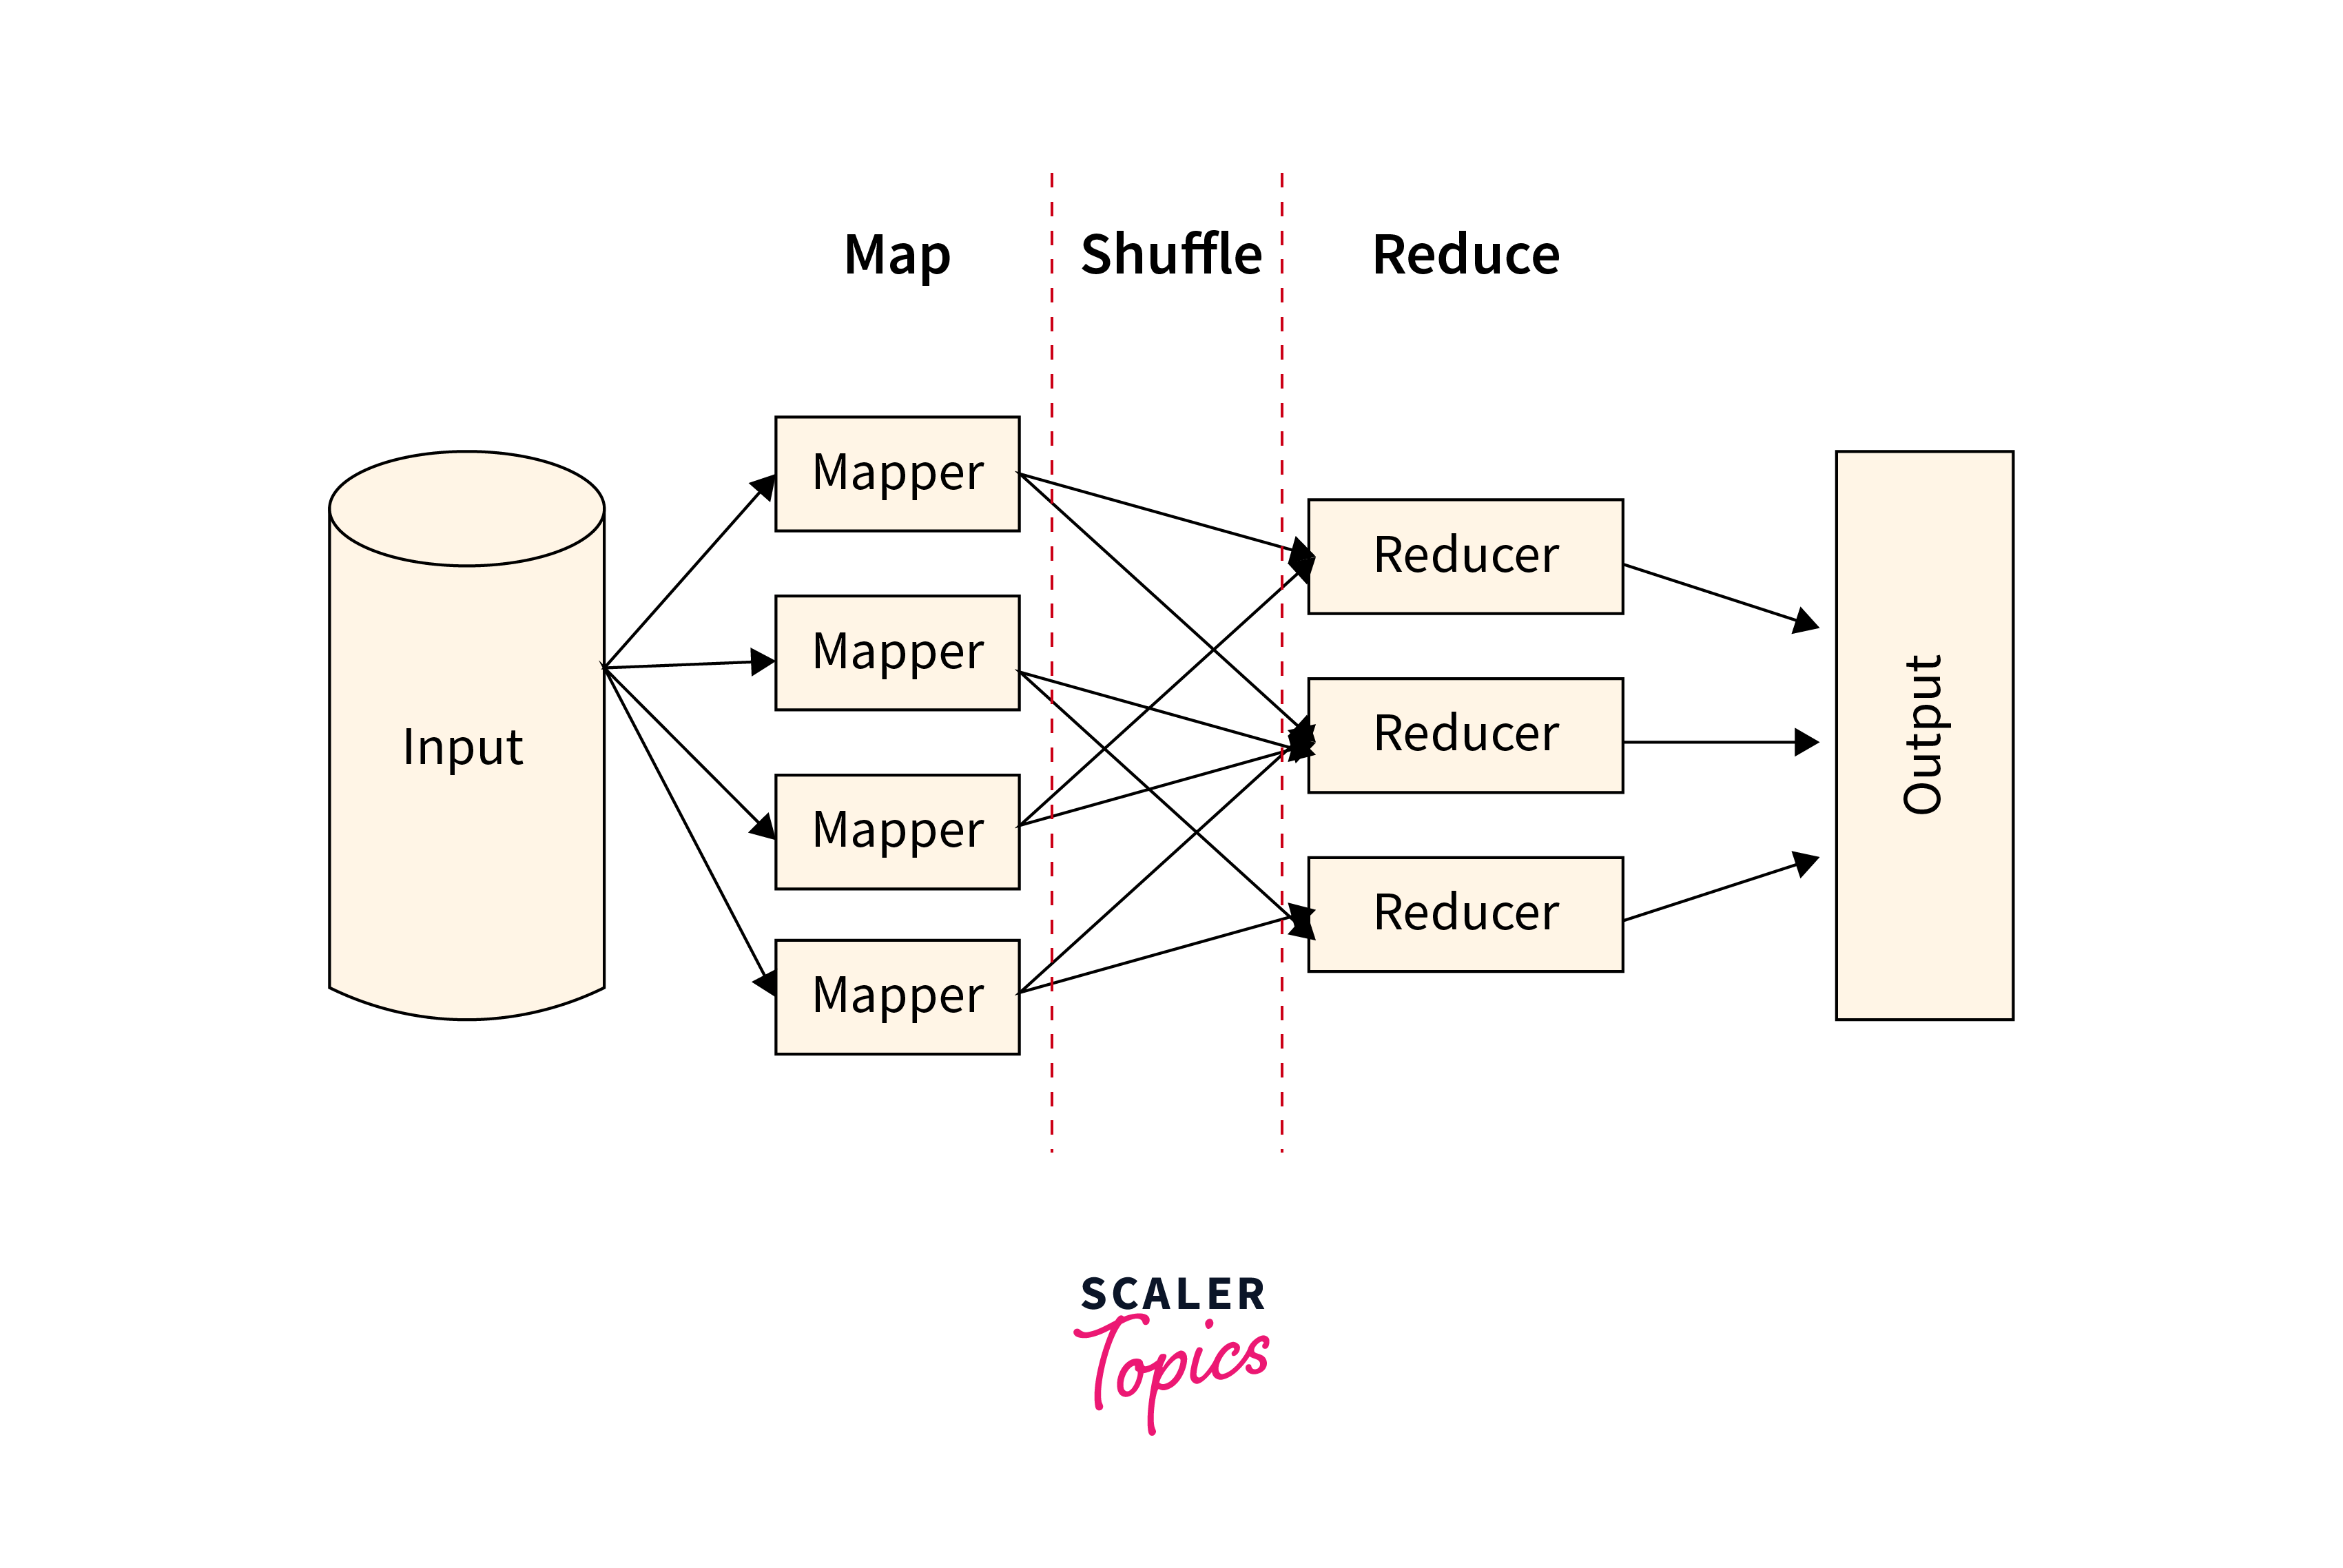 Map
Shuffle
Reduce
Input
Mapper
Mapper
Mapper
Mapper
Reducer
Reducer
Reducer
Output
SCALER
Topics